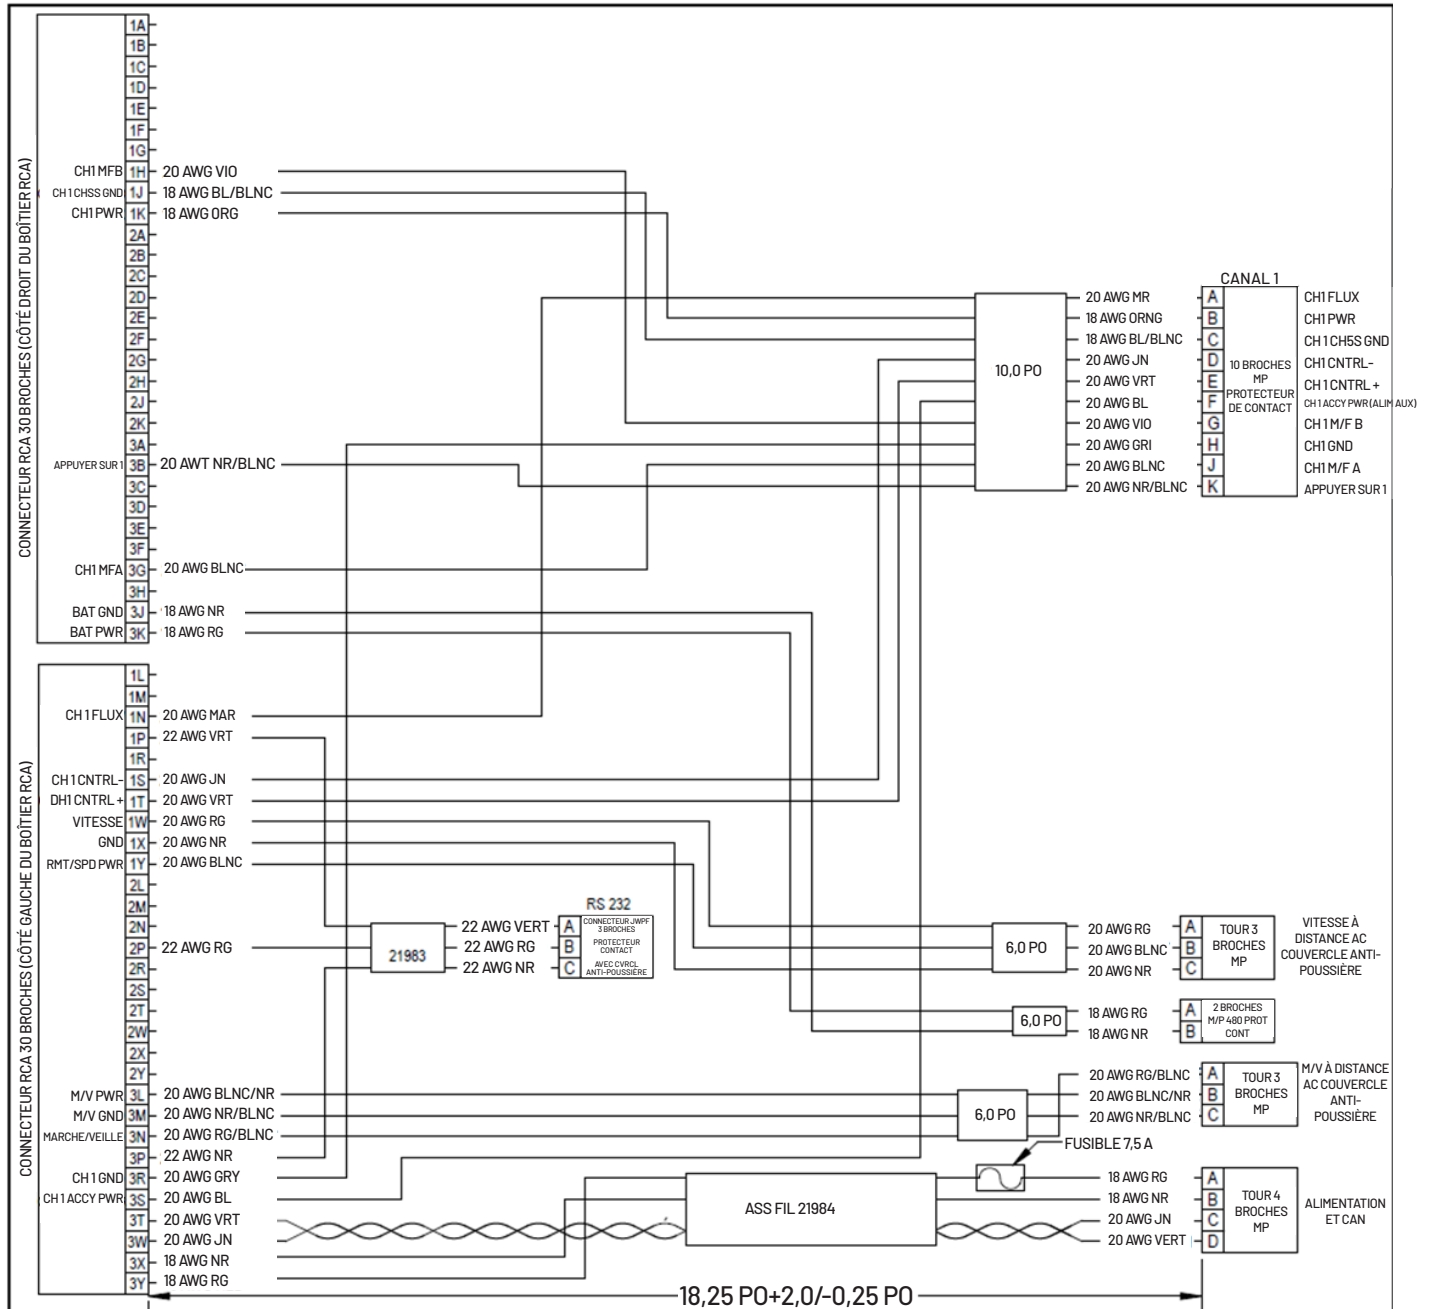 CONNECTEUR RCA 30 BROCHES (CÔTÉ DROIT DU BOÎTIER RCA)
1A
1B
1C
1D
1E
1F
1G
CH1 MFB 1H 20 AWG VIO
CH 1 CHSS GND 1J 18 AWG BL/BLNC
CH1 PWR 1K 18 AWG ORG
2A
2B
2C
2D
2E
2F
2G
2H
2J
2K
3A
APPUYER SUR 1 3B 20 AWT NR/BLNC
3C
3D
3E
3F
CH1 MFA 3G 20 AWG BLNC
3H
BAT GND 3J 18 AWG NR
BAT PWR 3K 18 AWG RG
10,0 PO
CANAL 1
20 AWG MR A CH1 FLUX
18 AWG ORNG B CH1 PWR
18 AWG BL/BLNC C CH 1 CH5S GND
20 AWG JN D CH1 CNTRL-
20 AWG VRT E CH 1 CNTRL +
20 AWG BL F CH 1 ACCY PWR (ALIM AUX)
20 AWG VIO G CH1 M/F B
20 AWG GRI H CH1 GND
20 AWG BLNC J CH1 M/F A
20 AWG NR/BLNC K APPUYER SUR 1
10 BROCHES
MP
PROTECTEUR
DE CONTACT
CONNECTEUR RCA 30 BROCHES (CÔTÉ GAUCHE DU BOÎTIER RCA)
1L
1M
CH 1 FLUX 1N 20 AWG MAR
1P 22 AWG VRT
1R
CH 1 CNTRL- 1S 20 AWG JN
DH1 CNTRL + 1T 20 AWG VRT
VITESSE 1W 20 AWG RG
GND 1X 20 AWG NR
RMT/SPD PWR 1Y 20 AWG BLNC
2L
2M
2N
2P 22 AWG RG
2R
2S
2T
2W
2X
2Y
M/V PWR 3L 20 AWG BLNC/NR
M/V GND 3M 20 AWG NR/BLNC
MARCHE/VEILLE 3N 20 AWG RG/BLNC
3P 22 AWG NR
CH 1 GND 3R 20 AWG GRY
CH 1 ACCY PWR 3S 20 AWG BL
3T 20 AWG VRT
3W 20 AWG JN
3X 18 AWG NR
3Y 18 AWG RG
21983
RS 232
22 AWG VERT A
22 AWG RG B
22 AWG NR C
CONNECTEUR JWPF
3 BROCHES
PROTECTEUR
CONTACT
AVEC CVRCL
ANTI-POUSSIÈRE
6,0 PO
20 AWG RG A
20 AWG BLNC B
20 AWG NR C
TOUR 3
BROCHES
MP
VITESSE À
DISTANCE AC
COUVERCLE ANTI-
POUSSIÈRE
6,0 PO
18 AWG RG A
18 AWG NR B
2 BROCHES
M/P 480 PROT
CONT
6,0 PO
20 AWG RG/BLNC A
20 AWG BLNC/NR B
20 AWG NR/BLNC C
TOUR 3
BROCHES
MP
M/V À DISTANCE
AC COUVERCLE
ANTI-
POUSSIÈRE
FUSIBLE 7,5 A
ASS FIL 21984
18 AWG RG A
18 AWG NR B
20 AWG JN C
20 AWG VERT D
TOUR 4
BROCHES
MP
ALIMENTATION
ET CAN
18,25 PO+2,0/-0,25 PO